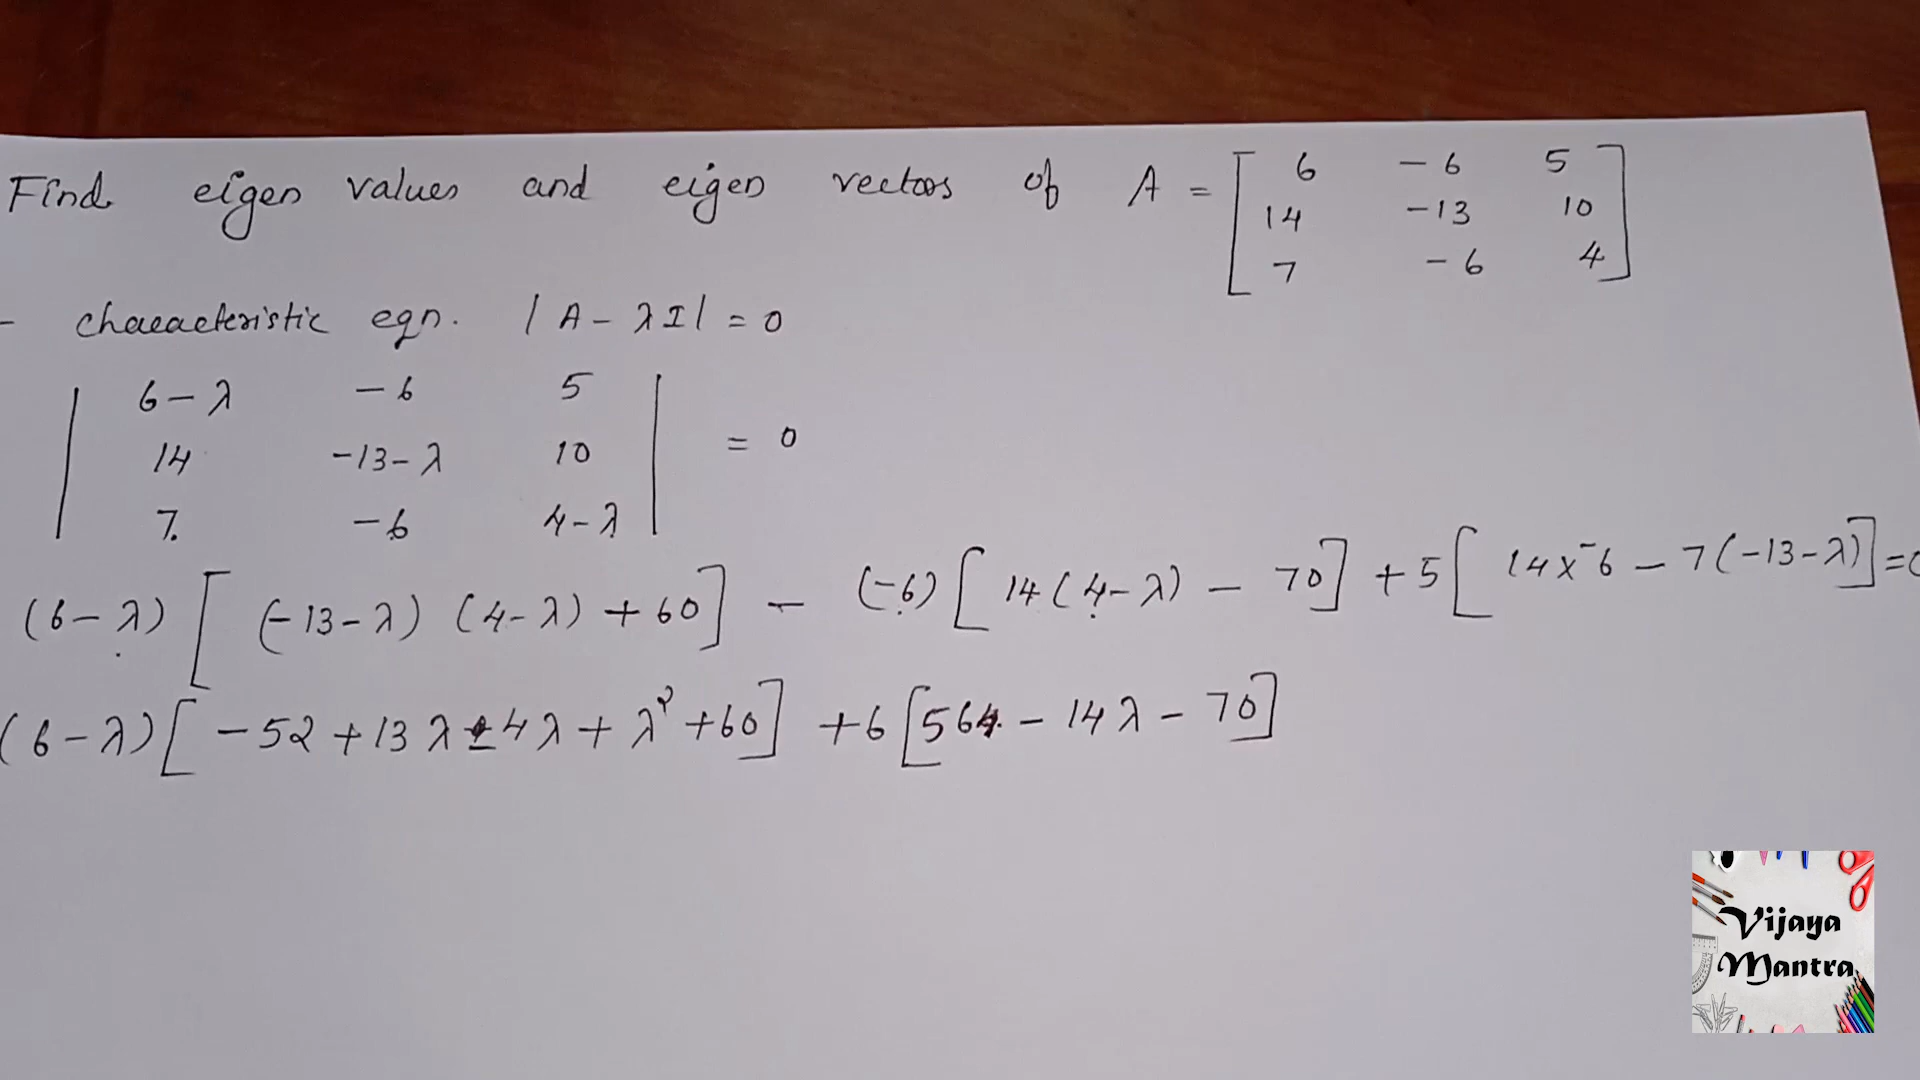 Find eigen values and eigen vectors of A = [ 6 -6 5
14 -13 10
7 -6 4 ]
- characteristic eqn. |A - λI| = 0
| 6-λ -6 5 |
| 14 -13-λ 10 | = 0
| 7. -6 4-λ |
(6-λ) [ (-13-λ) (4-λ) + 60 ] - (-6) [ 14 (4-λ) - 70 ] + 5 [ 14x-6 - 7(-13-λ) ] = 0
(6-λ) [ -52 + 13λ - 4λ + λ² + 60 ] + 6 [ 564 - 14λ - 70 ]
Vijaya
Mantra